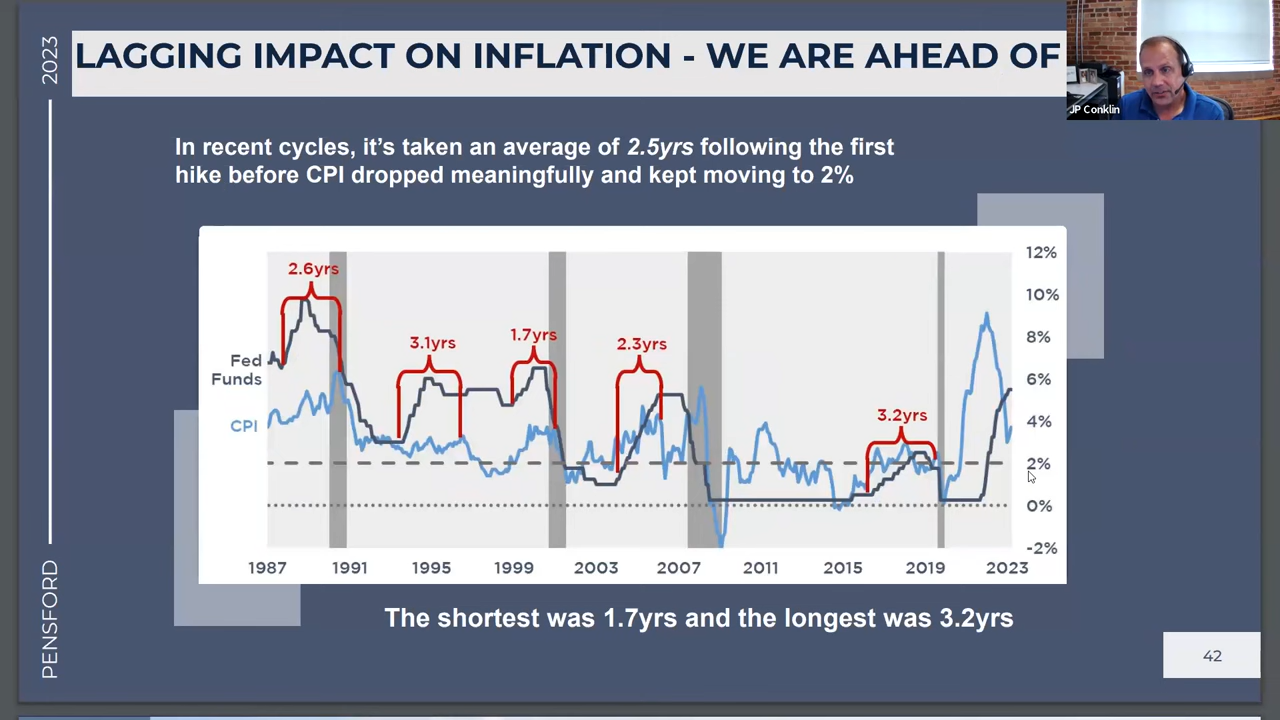 2023
LAGGING IMPACT ON INFLATION - WE ARE AHEAD OF
JP Conklin
In recent cycles, it's taken an average of 2.5yrs following the first
hike before CPI dropped meaningfully and kept moving to 2%
2.6yrs
3.1yrs
1.7yrs
2.3yrs
3.2yrs
Fed
Funds
CPI
12%
10%
8%
6%
4%
2%
0%
-2%
1987 1991 1995 1999 2003 2007 2011 2015 2019 2023
The shortest was 1.7yrs and the longest was 3.2yrs
PENSFORD
42